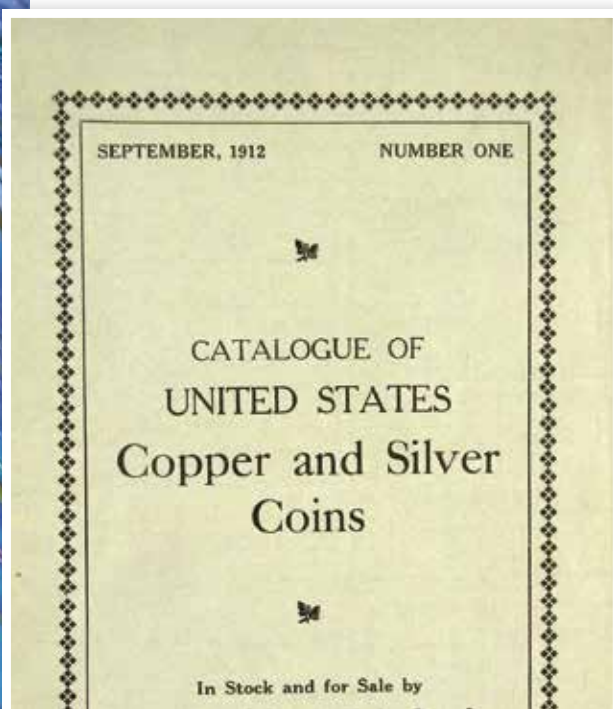 SEPTEMBER, 1912 NUMBER ONE
CATALOGUE OF
UNITED STATES
Copper and Silver
Coins
In Stock and for Sale by